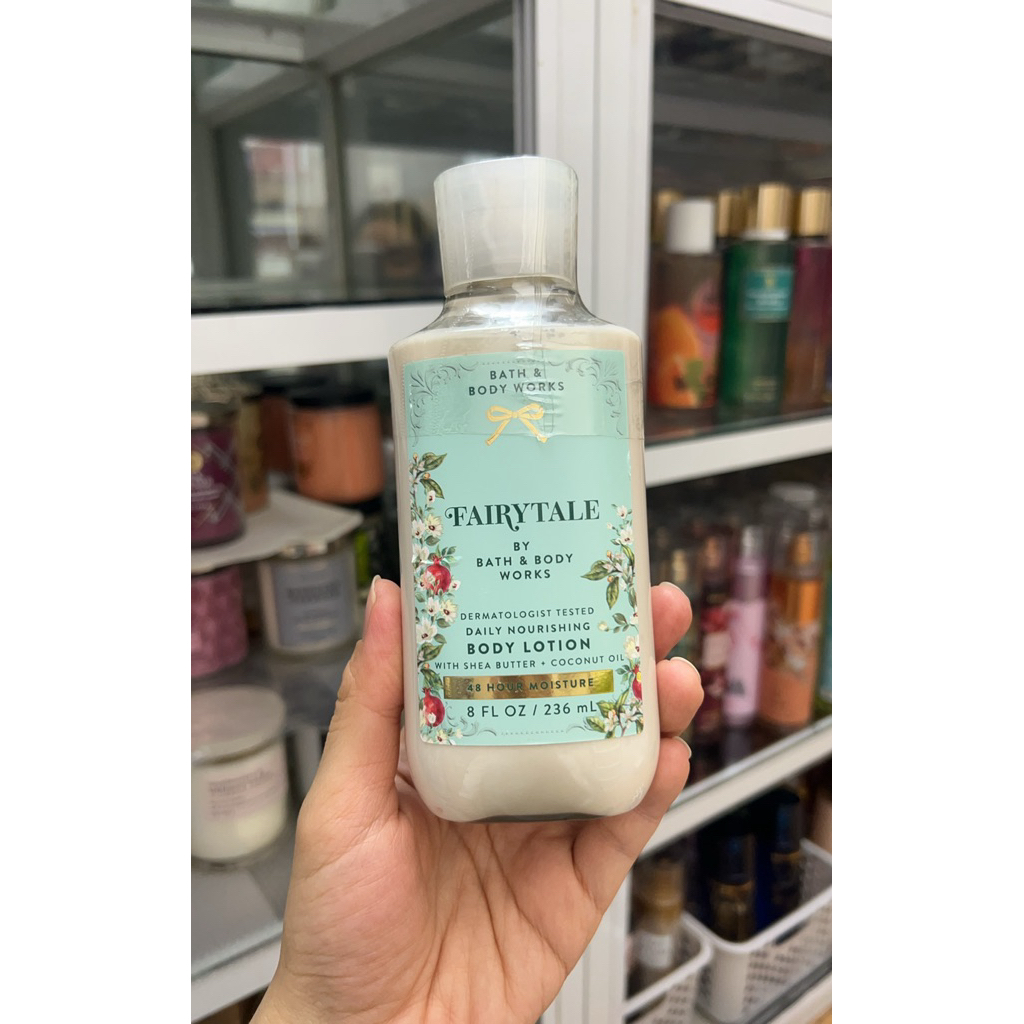 BATH &
BODY WORKS
FAIRYTALE
BY
BATH & BODY
WORKS
DERMATOLOGIST TESTED
DAILY NOURISHING
BODY LOTION
WITH SHEA BUTTER + COCONUT OIL
48 HOUR MOISTURE
8 FL OZ / 236 mL